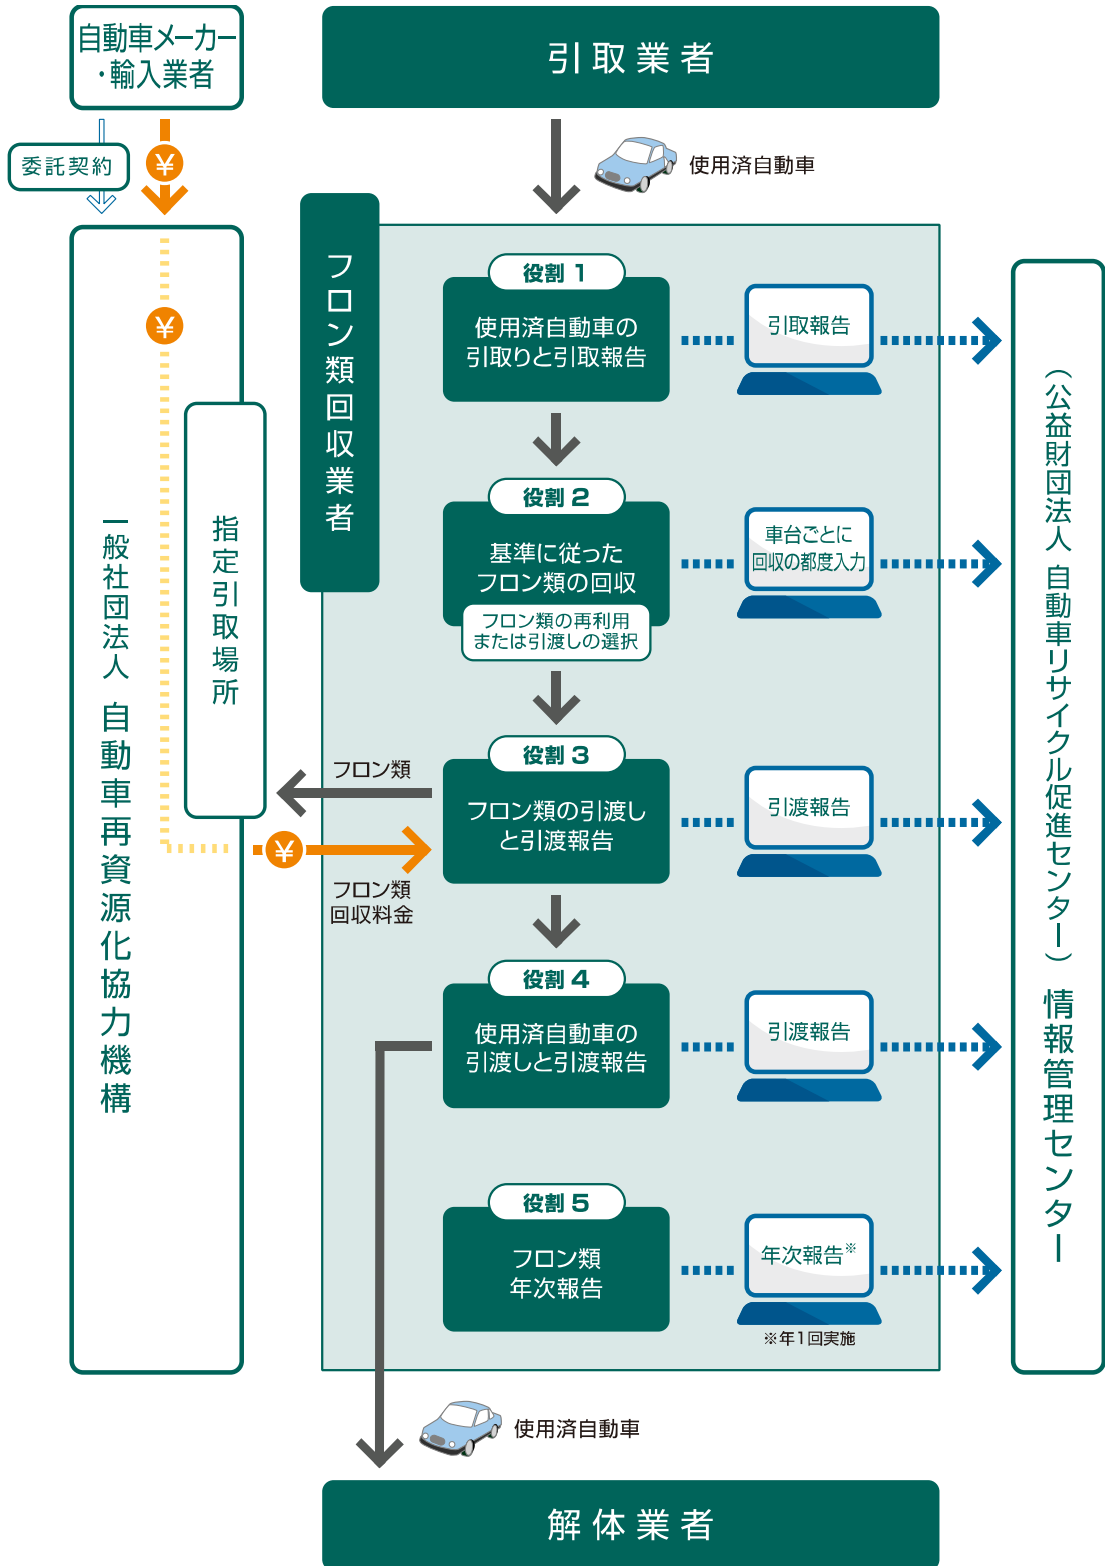 自動車メーカー
・輸入業者
委託契約
¥
¥
一般社団法人 自動車再資源化協力機構
指定引取場所
引取業者
使用済自動車
フロン類回収業者
役割 1
使用済自動車の
引取りと引取報告
引取報告
役割 2
基準に従った
フロン類の回収
フロン類の再利用
または引渡しの選択
車台ごとに
回収の都度入力
役割 3
フロン類の引渡し
と引渡報告
引渡報告
フロン類
¥
フロン類
回収料金
役割 4
使用済自動車の
引渡しと引渡報告
引渡報告
役割 5
フロン類
年次報告
年次報告※
※年1回実施
(公益財団法人 自動車リサイクル促進センター) 情報管理センター
使用済自動車
解体業者